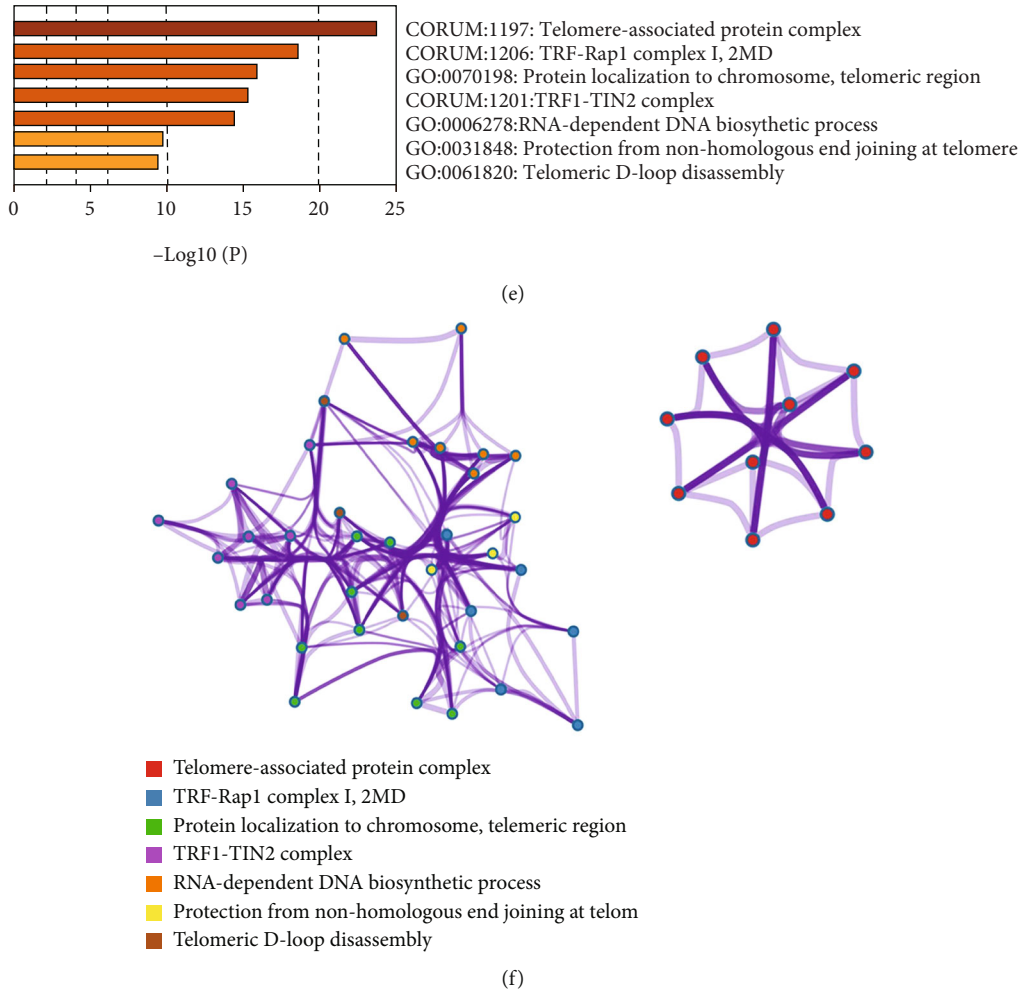 CORUM:1197: Telomere-associated protein complex
CORUM:1206: TRF-Rap1 complex I, 2MD
GO:0070198: Protein localization to chromosome, telomeric region
CORUM:1201:TRF1-TIN2 complex
GO:0006278:RNA-dependent DNA biosythetic process
GO:0031848: Protection from non-homologous end joining at telomere
GO:0061820: Telomeric D-loop disassembly
0 5 10 15 20 25
–Log10 (P)
(e)
Telomere-associated protein complex
TRF-Rap1 complex I, 2MD
Protein localization to chromosome, telemeric region
TRF1-TIN2 complex
RNA-dependent DNA biosynthetic process
Protection from non-homologous end joining at telom
Telomeric D-loop disassembly
(f)